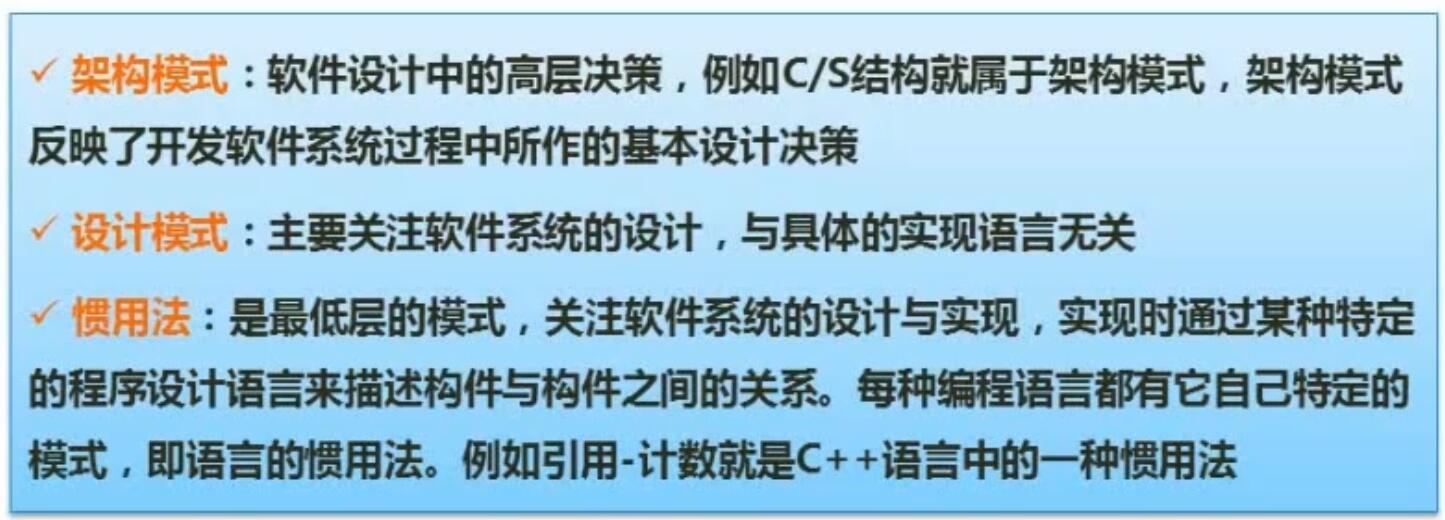 ✓ 架构模式：软件设计中的高层决策，例如C/S结构就属于架构模式，架构模式
反映了开发软件系统过程中所作的基本设计决策
✓ 设计模式：主要关注软件系统的设计，与具体的实现语言无关
✓ 惯用法：是最低层的模式，关注软件系统的设计与实现，实现时通过某种特定
的程序设计语言来描述构件与构件之间的关系。每种编程语言都有它自己特定的
模式，即语言的惯用法。例如引用-计数就是C++语言中的一种惯用法